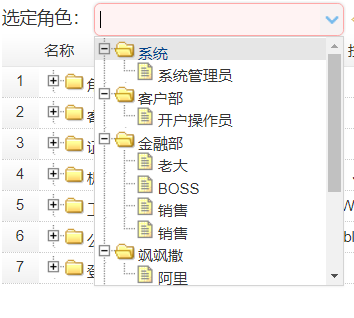 选定角色：
名称
系统
1
系统管理员
客户部
2
开户操作员
3
金融部
老大
4
BOSS
5
销售
6
销售
飒飒撒
7
阿里